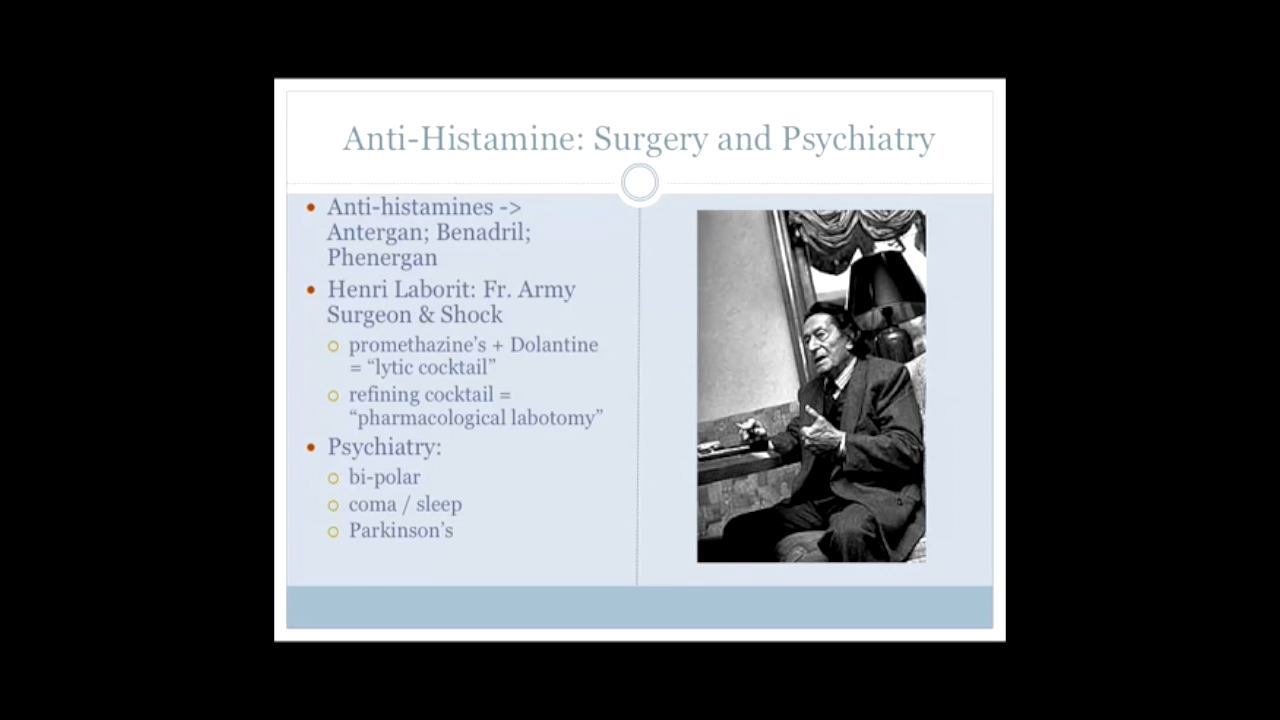 Anti-Histamine: Surgery and Psychiatry
Anti-histamines ->
Antergan; Benadril;
Phenergan
Henri Laborit: Fr. Army
Surgeon & Shock
promethazine’s + Dolantine
= “lytic cocktail”
refining cocktail =
“pharmacological labotomy”
Psychiatry:
bi-polar
coma / sleep
Parkinson’s